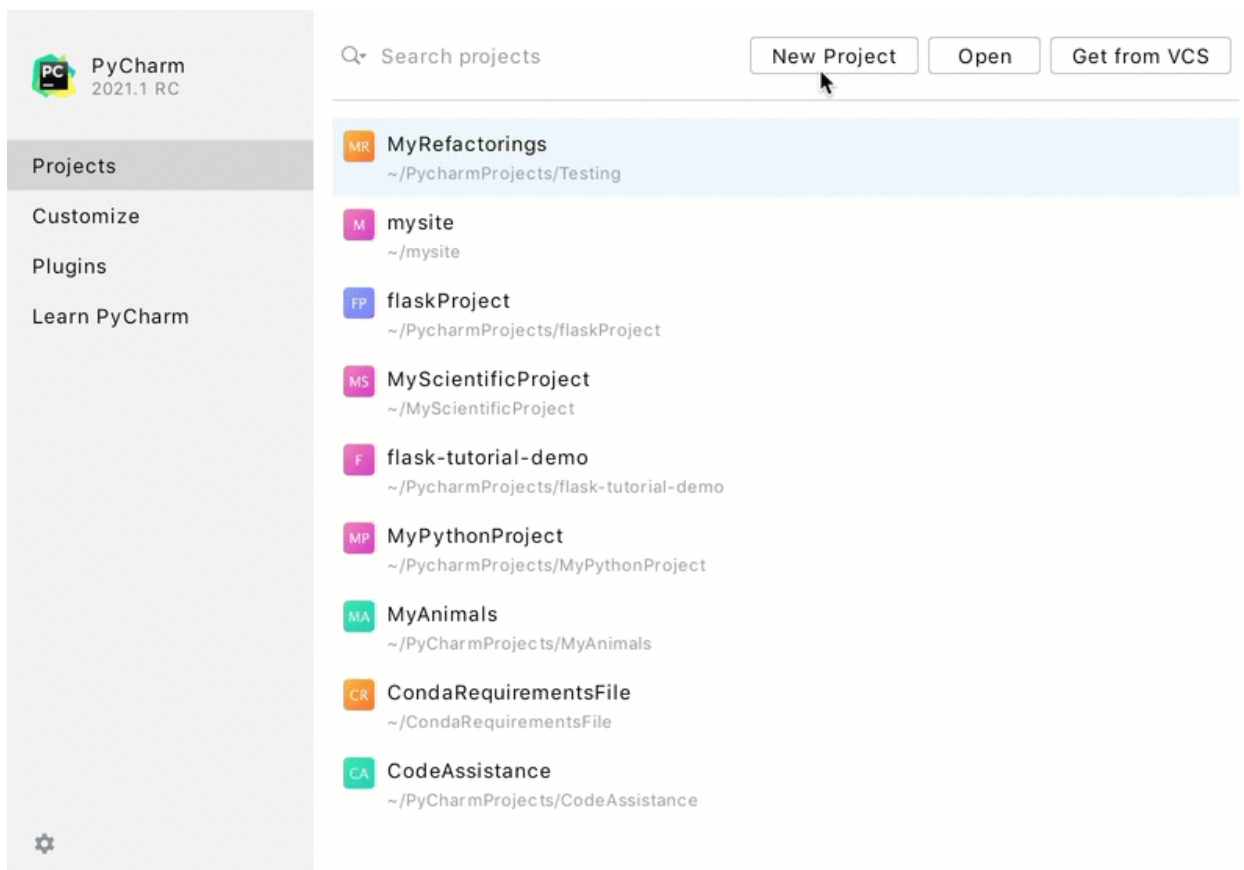 PC
PyCharm
2021.1 RC
Projects
Customize
Plugins
Learn PyCharm
Search projects
New Project
Open
Get from VCS
MR
MyRefactorings
~/PycharmProjects/Testing
M
mysite
~/mysite
FP
flaskProject
~/PycharmProjects/flaskProject
MS
MyScientificProject
~/MyScientificProject
F
flask-tutorial-demo
~/PycharmProjects/flask-tutorial-demo
MP
MyPythonProject
~/PycharmProjects/MyPythonProject
MA
MyAnimals
~/PyCharmProjects/MyAnimals
CR
CondaRequirementsFile
~/CondaRequirementsFile
CA
CodeAssistance
~/PyCharmProjects/CodeAssistance